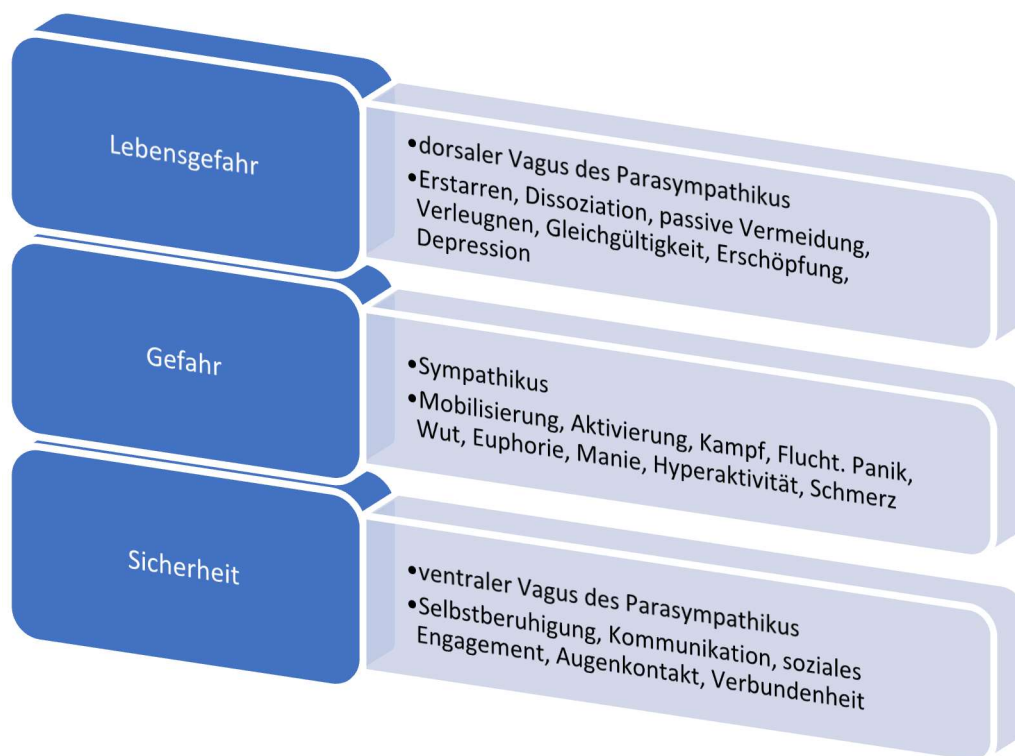 Lebensgefahr
•dorsaler Vagus des Parasympathikus
•Erstarren, Dissoziation, passive Vermeidung,
Verleugnen, Gleichgültigkeit, Erschöpfung,
Depression
Gefahr
•Sympathikus
•Mobilisierung, Aktivierung, Kampf, Flucht. Panik,
Wut, Euphorie, Manie, Hyperaktivität, Schmerz
Sicherheit
•ventraler Vagus des Parasympathikus
•Selbstberuhigung, Kommunikation, soziales
Engagement, Augenkontakt, Verbundenheit